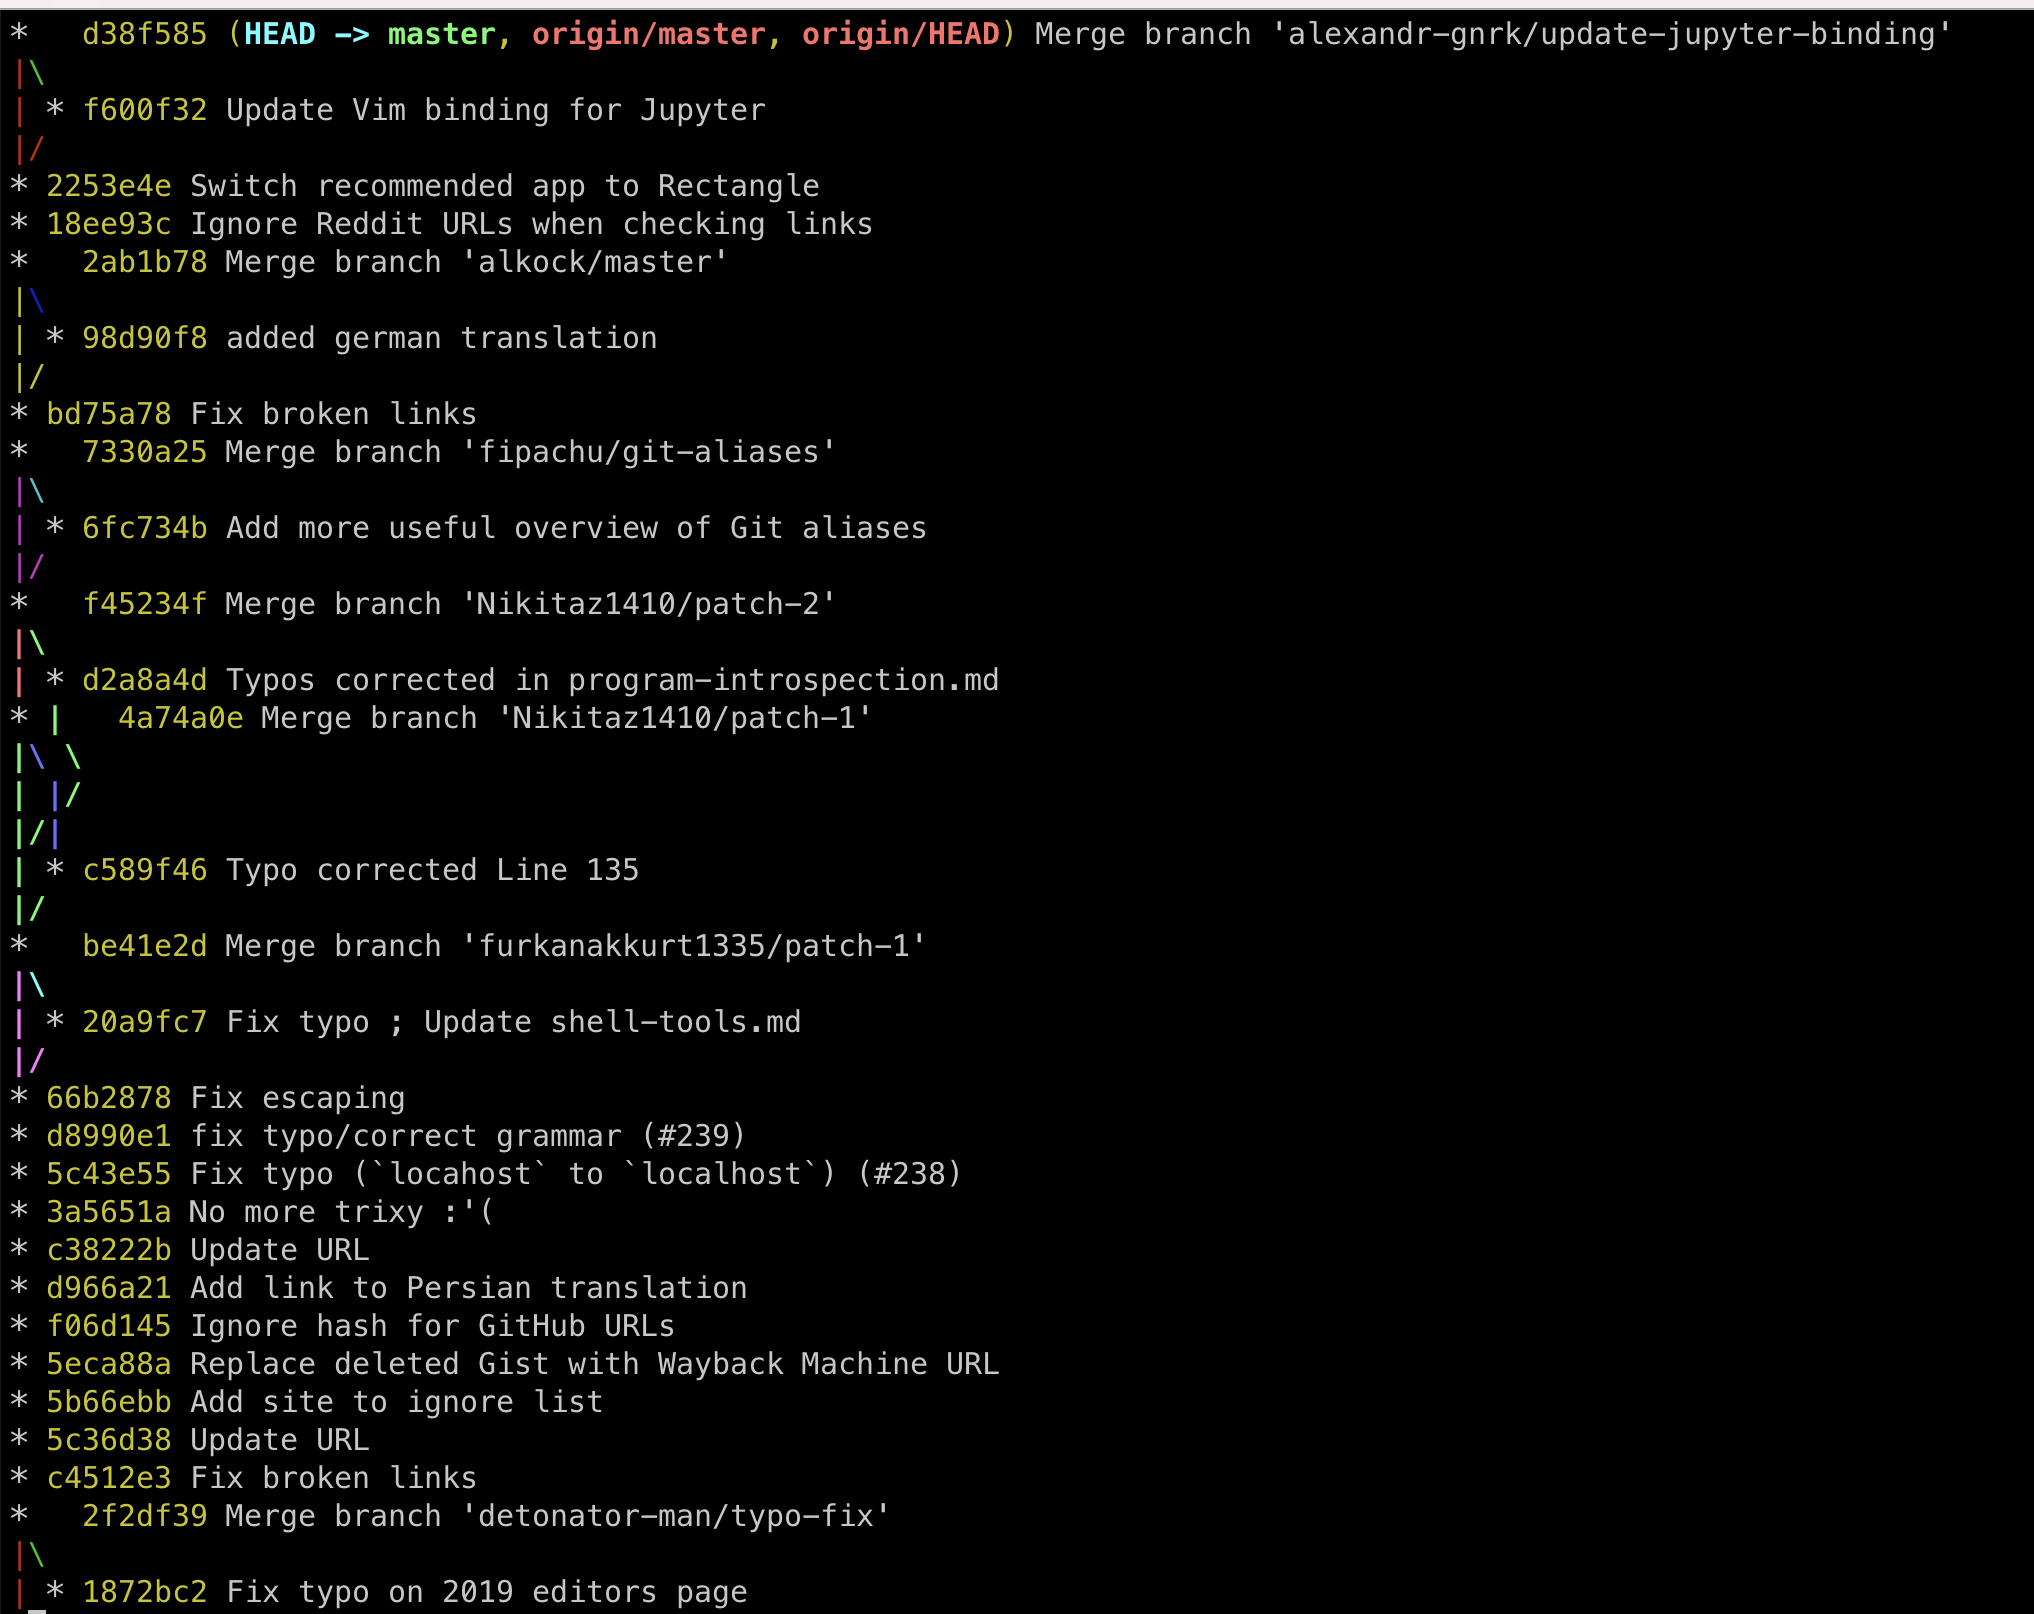 *   d38f585 (HEAD -> master, origin/master, origin/HEAD) Merge branch 'alexandr-gnrk/update-jupyter-binding'
|\
| * f600f32 Update Vim binding for Jupyter
|/
* 2253e4e Switch recommended app to Rectangle
* 18ee93c Ignore Reddit URLs when checking links
*   2ab1b78 Merge branch 'alkock/master'
|\
| * 98d90f8 added german translation
|/
* bd75a78 Fix broken links
*   7330a25 Merge branch 'fipachu/git-aliases'
|\
| * 6fc734b Add more useful overview of Git aliases
|/
*   f45234f Merge branch 'Nikitaz1410/patch-2'
|\
| * d2a8a4d Typos corrected in program-introspection.md
* |   4a74a0e Merge branch 'Nikitaz1410/patch-1'
|\ \
| |/
|/|
| * c589f46 Typo corrected Line 135
|/
*   be41e2d Merge branch 'furkanakkurt1335/patch-1'
|\
| * 20a9fc7 Fix typo ; Update shell-tools.md
|/
* 66b2878 Fix escaping
* d8990e1 fix typo/correct grammar (#239)
* 5c43e55 Fix typo (`locahost` to `localhost`) (#238)
* 3a5651a No more trixy :'(
* c38222b Update URL
* d966a21 Add link to Persian translation
* f06d145 Ignore hash for GitHub URLs
* 5eca88a Replace deleted Gist with Wayback Machine URL
* 5b66ebb Add site to ignore list
* 5c36d38 Update URL
* c4512e3 Fix broken links
*   2f2df39 Merge branch 'detonator-man/typo-fix'
|\
| * 1872bc2 Fix typo on 2019 editors page